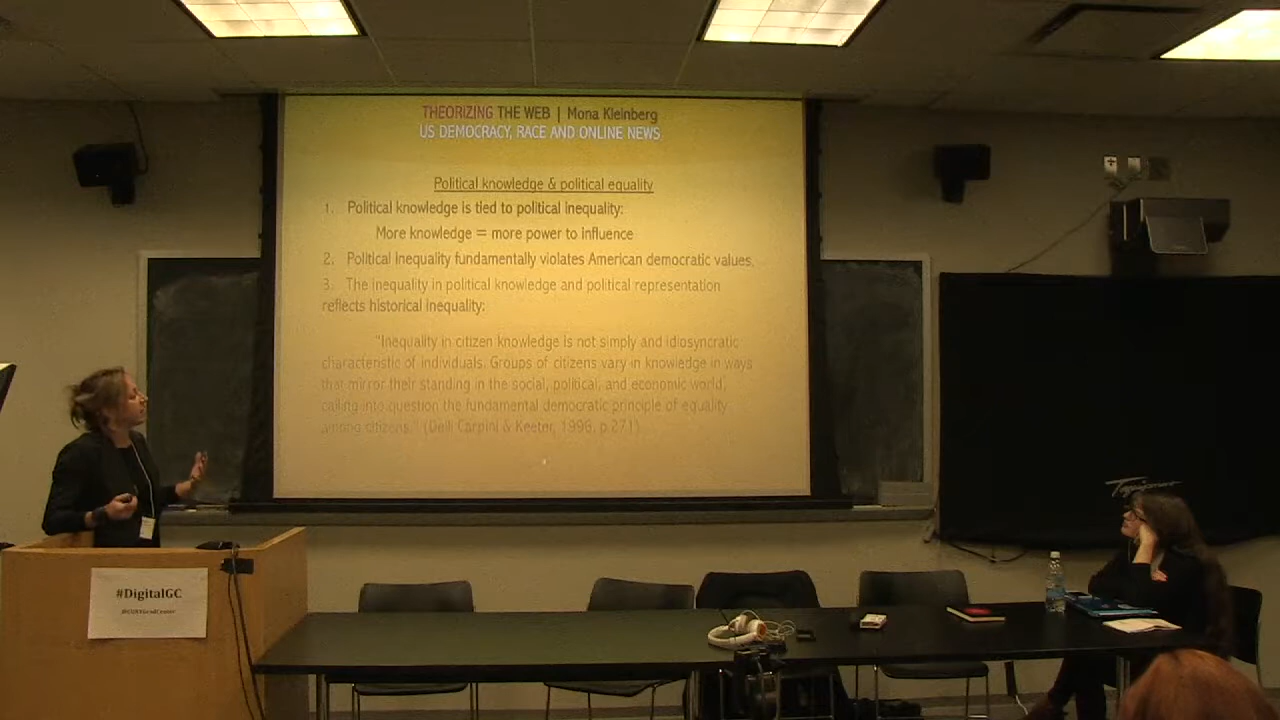 THEORIZING THE WEB | Mona Kleinberg
US DEMOCRACY, RACE AND ONLINE NEWS
Political knowledge & political equality
1. Political knowledge is tied to political inequality:
More knowledge = more power to influence
2. Political Inequality fundamentally violates American democratic values.
3. The inequality in political knowledge and political representation
reflects historical inequality:
"Inequality in citizen knowledge is not simply and idiosyncratic
characteristic of individuals. Groups of citizens vary in knowledge in ways
that mirror their standing in the social, political, and economic world,
calling into question the fundamental democratic principle of equality
among citizens." (Delli Carpini & Keeter, 1996, p.271)
#DigitalGC